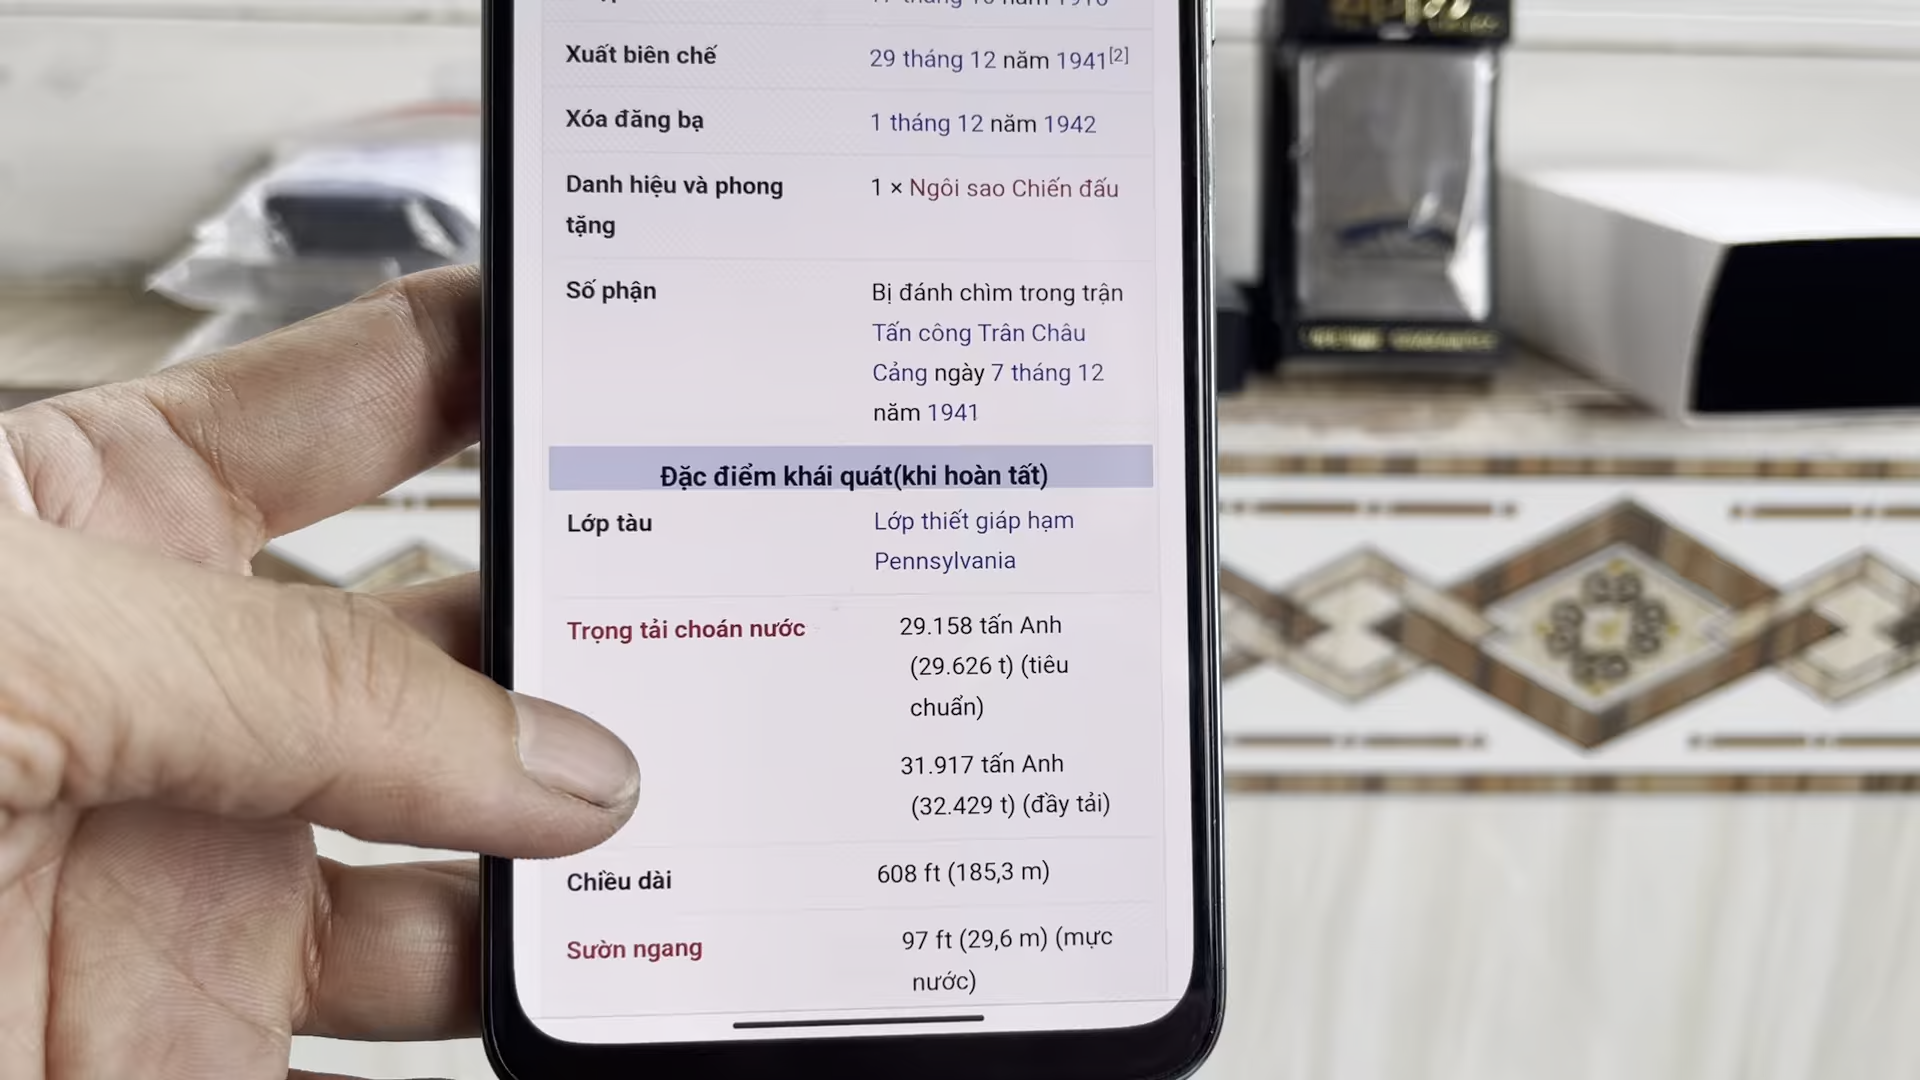 Xuất biên chế
29 tháng 12 năm 1941[2]
Xóa đăng bạ
1 tháng 12 năm 1942
Danh hiệu và phong
tặng
1 × Ngôi sao Chiến đấu
Số phận
Bị đánh chìm trong trận
Tấn công Trân Châu
Cảng ngày 7 tháng 12
năm 1941
Đặc điểm khái quát(khi hoàn tất)
Lớp tàu
Lớp thiết giáp hạm
Pennsylvania
Trọng tải choán nước
29.158 tấn Anh
(29.626 t) (tiêu
chuẩn)
31.917 tấn Anh
(32.429 t) (đầy tải)
Chiều dài
608 ft (185,3 m)
Sườn ngang
97 ft (29,6 m) (mực
nước)